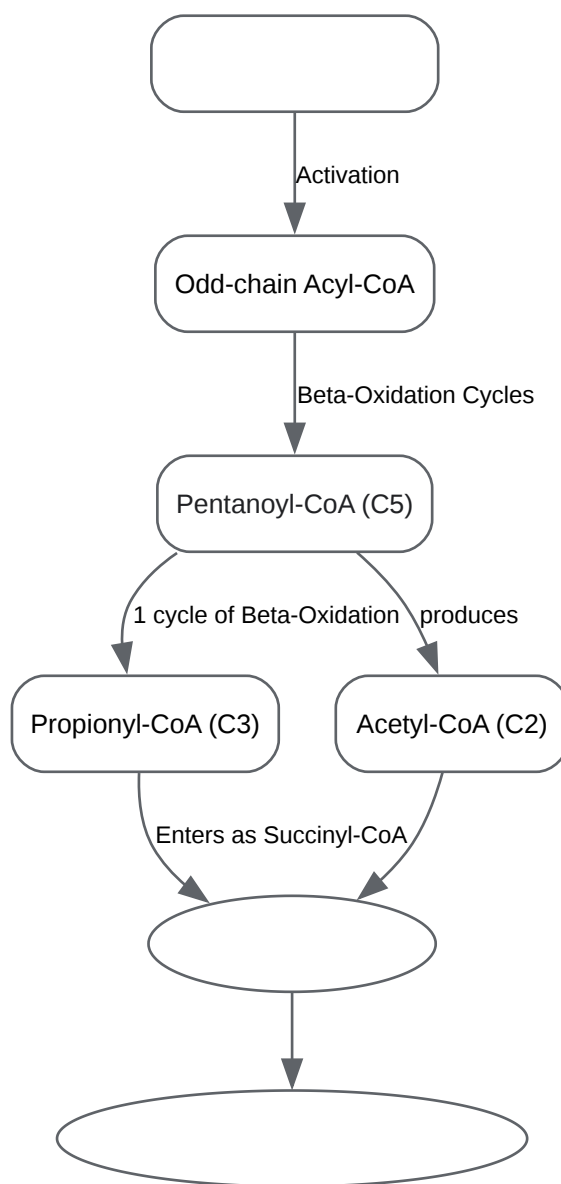 Activation
Odd-chain Acyl-CoA
Beta-Oxidation Cycles
Pentanoyl-CoA (C5)
1 cycle of Beta-Oxidation
produces
Propionyl-CoA (C3)
Acetyl-CoA (C2)
Enters as Succinyl-CoA